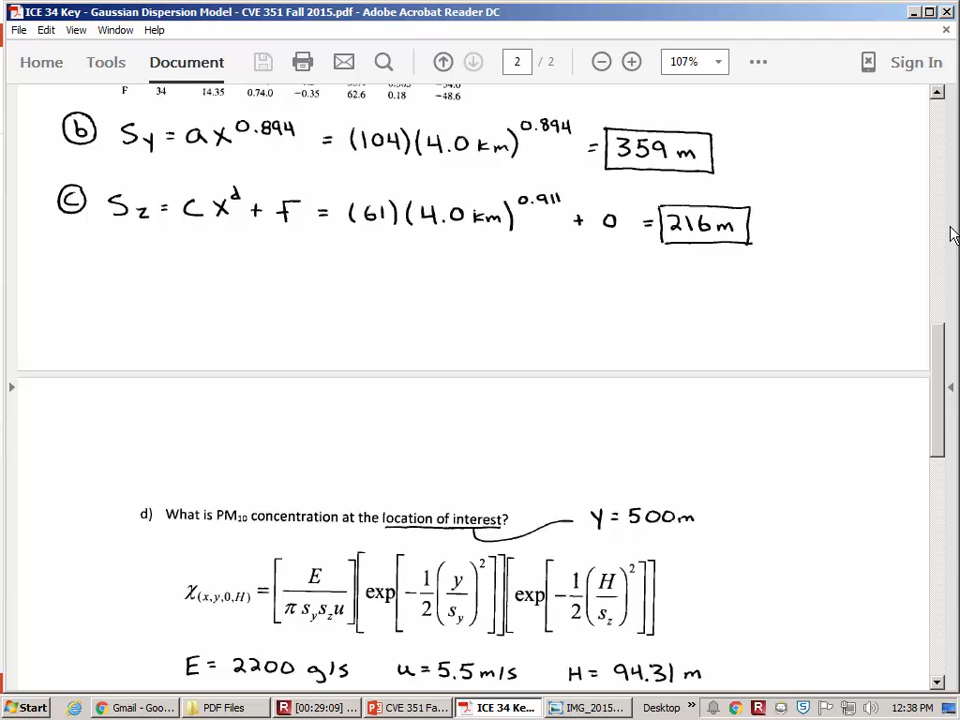 ICE 34 Key - Gaussian Dispersion Model - CVE 351 Fall 2015.pdf - Adobe Acrobat Reader DC
File Edit View Window Help
Home Tools Document 2 / 2 107% Sign In
F 34 14.35 0.74.0 −0.35 62.6 0.18 −48.6
(b) Sy = ax^0.894 = (104)(4.0 km)^0.894 = 359 m
(c) Sz = Cx^d + F = (61)(4.0 km)^0.911 + 0 = 216 m
d) What is PM10 concentration at the location of interest? Y = 500m
χ(x,y,0,H) = [E / π sy sz u] [exp[−1/2 (y/sy)^2]] [exp[−1/2 (H/sz)^2]]
E = 2200 g/s u = 5.5 m/s H = 94.31 m
Start Gmail - Goo... PDF Files [00:29:09] ... CVE 351 Fa... ICE 34 Ke... IMG_2015... Desktop » 12:38 PM